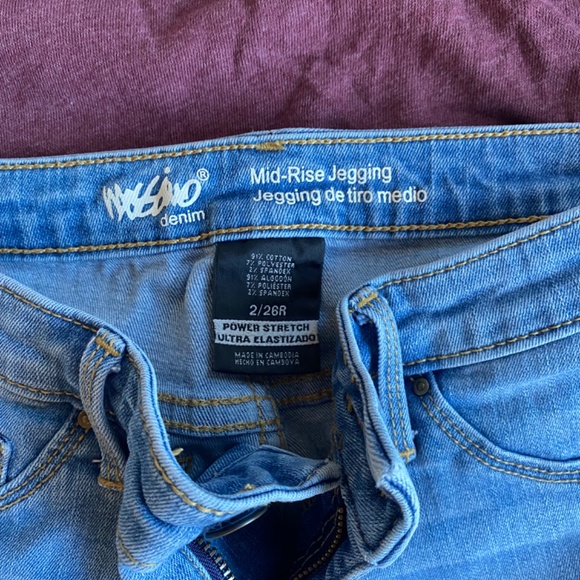 mossimo®
denim
Mid-Rise Jegging
Jegging de tiro medio
91% COTTON
7% POLYESTER
2% SPANDEX
91% ALGODÓN
7% POLIÉSTER
2% SPANDEX
2/26R
POWER STRETCH
ULTRA ELASTIZADO
MADE IN CAMBODIA
HECHO EN CAMBOYA